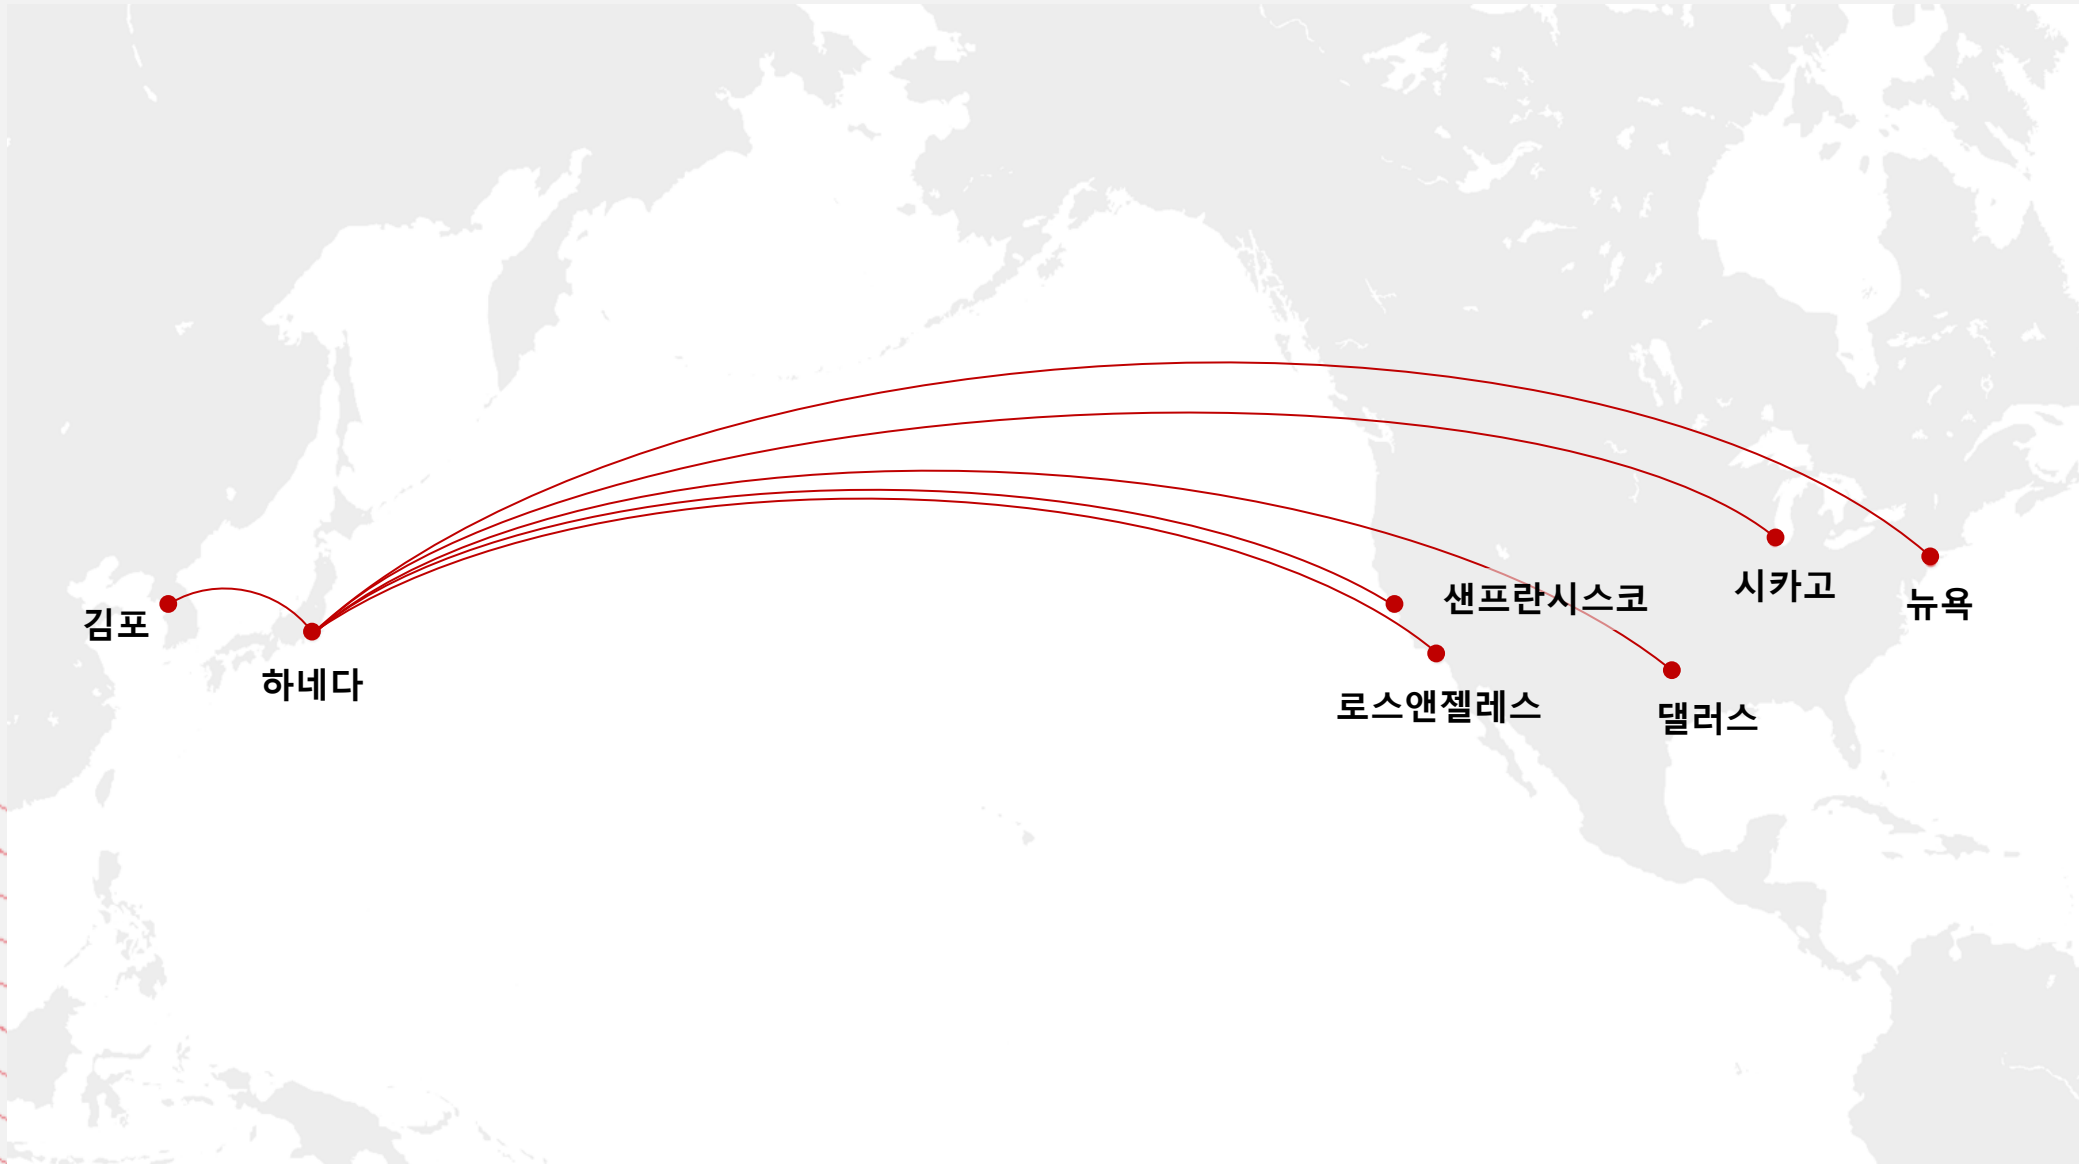 김포
하네다
샌프란시스코
로스앤젤레스
댈러스
시카고
뉴욕